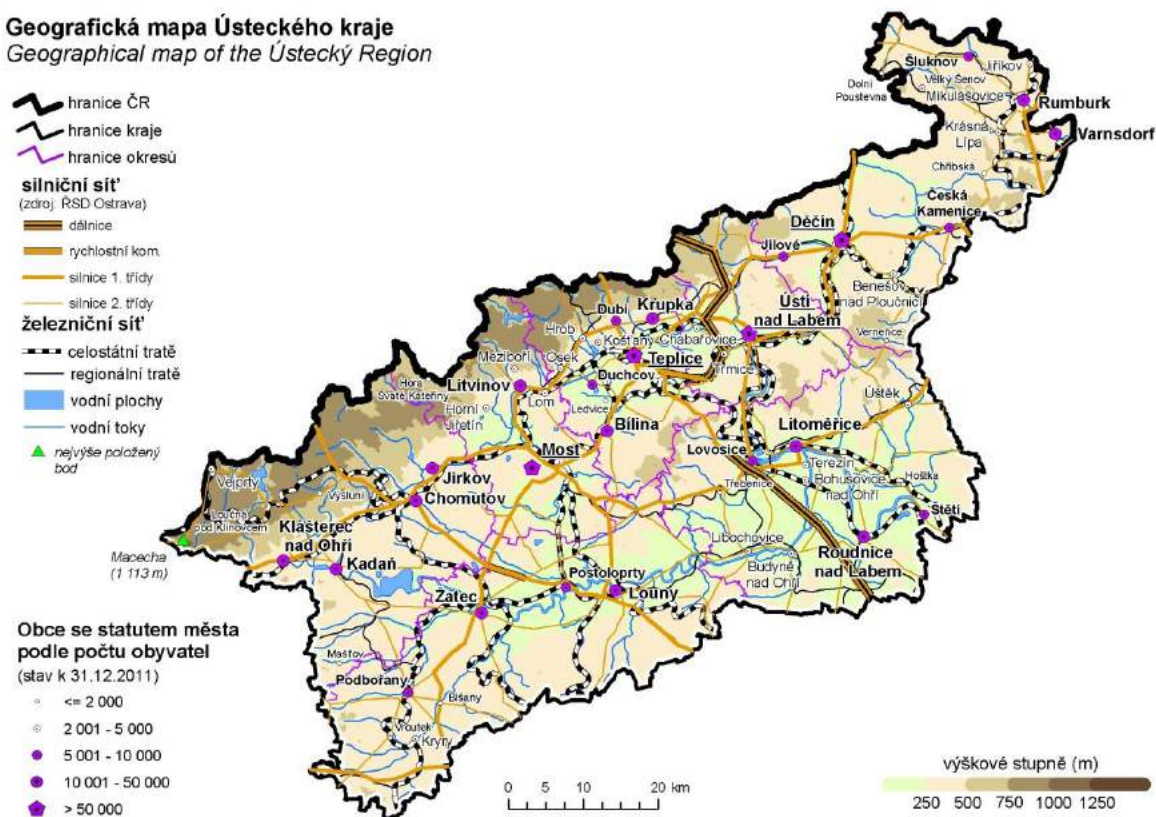 Geografická mapa Ústeckého kraje
Geographical map of the Ústecký Region
hranice ČR
hranice kraje
hranice okresů
silniční síť
(zdroj: ŘSD Ostrava)
dálnice
rychlostní kom.
silnice 1. třídy
silnice 2. třídy
železniční síť
celostátní tratě
regionální tratě
vodní plochy
vodní toky
nejvýše položený
bod
Obce se statutem města
podle počtu obyvatel
(stav k 31.12.2011)
<= 2 000
2 001 - 5 000
5 001 - 10 000
10 001 - 50 000
> 50 000
Šluknov
Jiříkov
Velký Šenov
Dolní
Poustevna
Mikulášovice
Rumburk
Krásná
Lípa
Varnsdorf
Chřibská
Česká
Kamenice
Děčín
Jílové
Benešov
nad Ploučnicí
Ústí
nad Labem
Verneřice
Dubí
Krupka
Hrob
Košťany
Chabařovice
Meziboří
Osek
Teplice
Trmice
Hora
Svaté Kateřiny
Litvínov
Duchcov
Úštěk
Lom
Ledvice
Horní
Jiřetín
Bílina
Litoměřice
Most
Lovosice
Terezín
Jirkov
Bohušovice
nad Ohří
Hoštka
Vejprty
Výsluní
Chomutov
Třebenice
Štětí
Loučná
pod Klínovcem
Klášterec
nad Ohří
Libochovice
Roudnice
nad Labem
Macecha
(1 113 m)
Kadaň
Budyně
nad Ohří
Postoloprty
Louny
Žatec
Mašťov
Podbořany
Blšany
Vroutek
Kryry
0 10 20 km
výškové stupně (m)
250 500 750 1000 1250